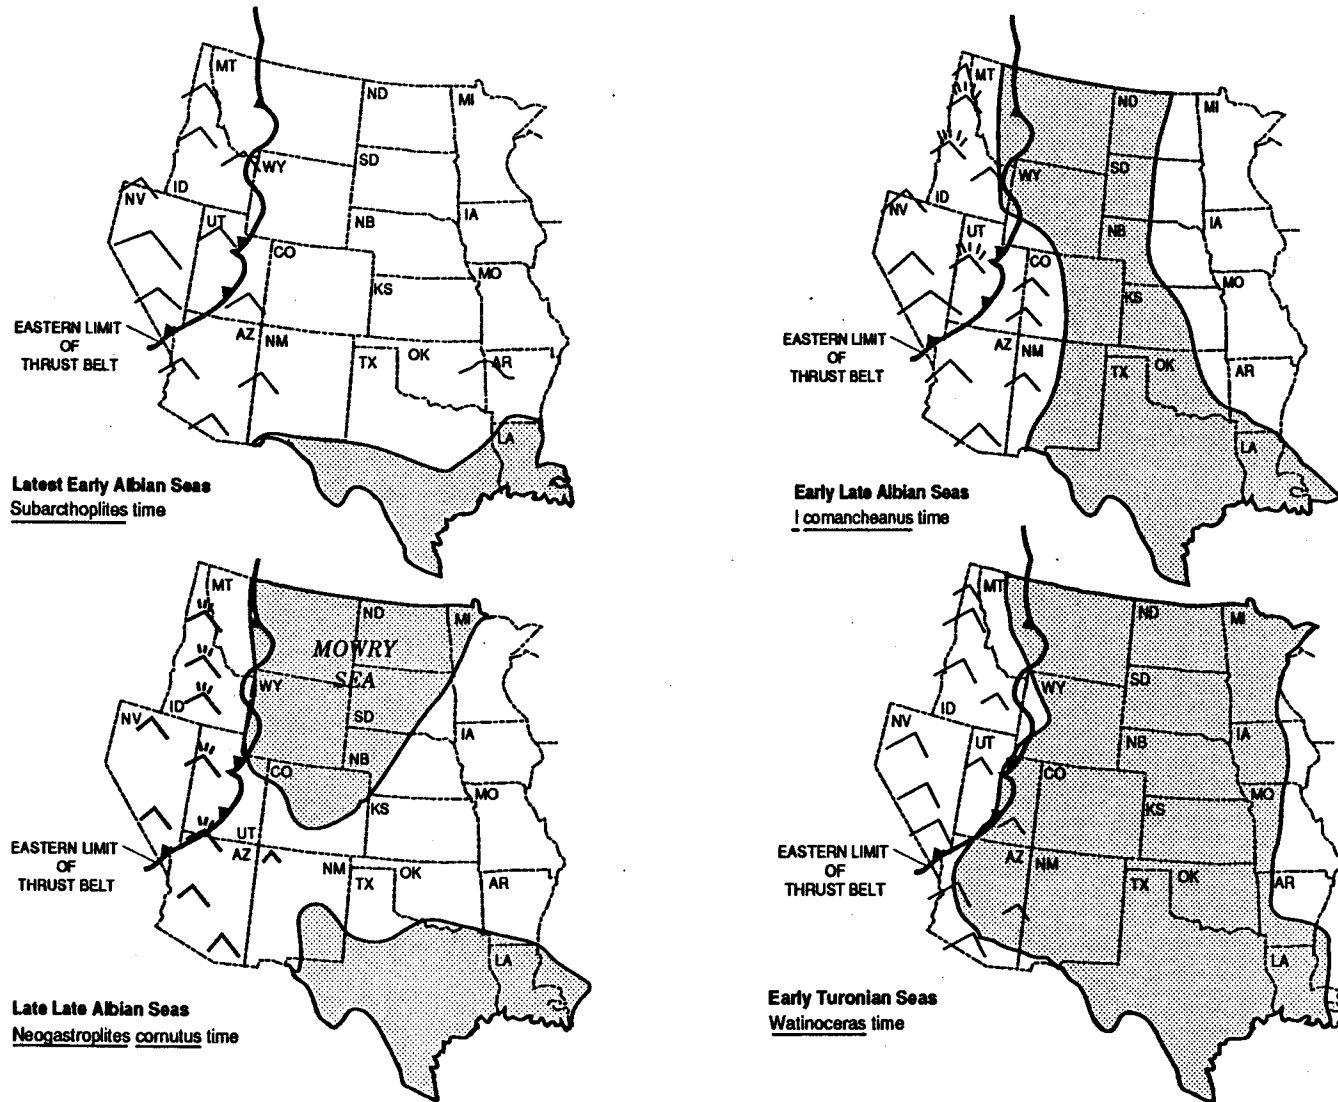 MT
ND
MI
SD
WY
ID
NV
UT
NB
IA
CO
MO
KS
EASTERN LIMIT
OF
THRUST BELT
AZ
NM
TX
OK
AR
LA
Latest Early Albian Seas
Subarcthoplites time
MT
ND
MI
SD
WY
ID
NV
UT
NB
IA
CO
MO
KS
EASTERN LIMIT
OF
THRUST BELT
AZ
NM
TX
OK
AR
LA
Early Late Albian Seas
I comancheanus time
MT
ND
MI
MOWRY
SEA
WY
SD
ID
NV
IA
NB
CO
MO
KS
UT
EASTERN LIMIT
OF
THRUST BELT
AZ
NM
TX
OK
AR
LA
Late Late Albian Seas
Neogastroplites cornutus time
MT
ND
MI
WY
SD
ID
NV
UT
NB
IA
CO
MO
KS
EASTERN LIMIT
OF
THRUST BELT
AZ
NM
TX
OK
AR
LA
Early Turonian Seas
Watinoceras time